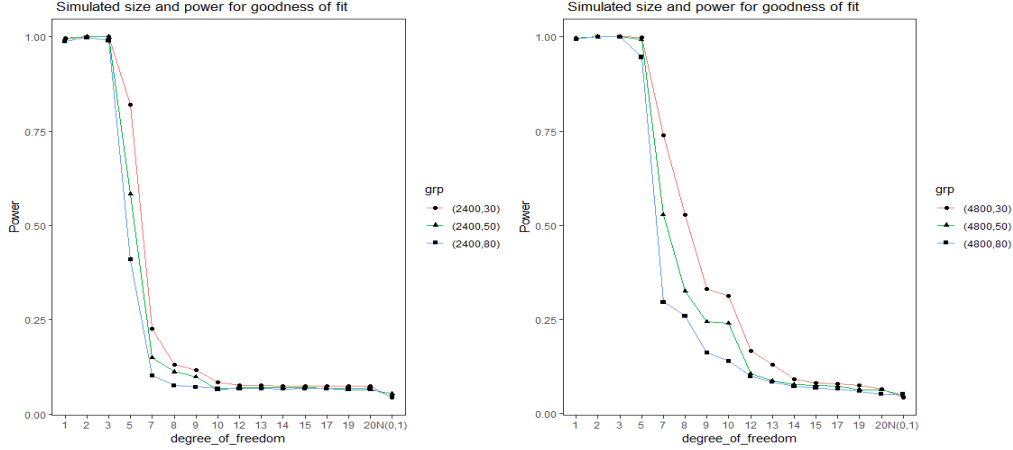 Simulated size and power for goodness of fit
1.00
0.75
0.50
0.25
0.00
Power
1 2 3 5 7 8 9 10 12 13 14 15 17 19 20N(0,1)
degree_of_freedom
grp
(2400,30)
(2400,50)
(2400,80)
Simulated size and power for goodness of fit
1.00
0.75
0.50
0.25
0.00
Power
1 2 3 5 7 8 9 10 12 13 14 15 17 19 20N(0,1)
degree_of_freedom
grp
(4800,30)
(4800,50)
(4800,80)